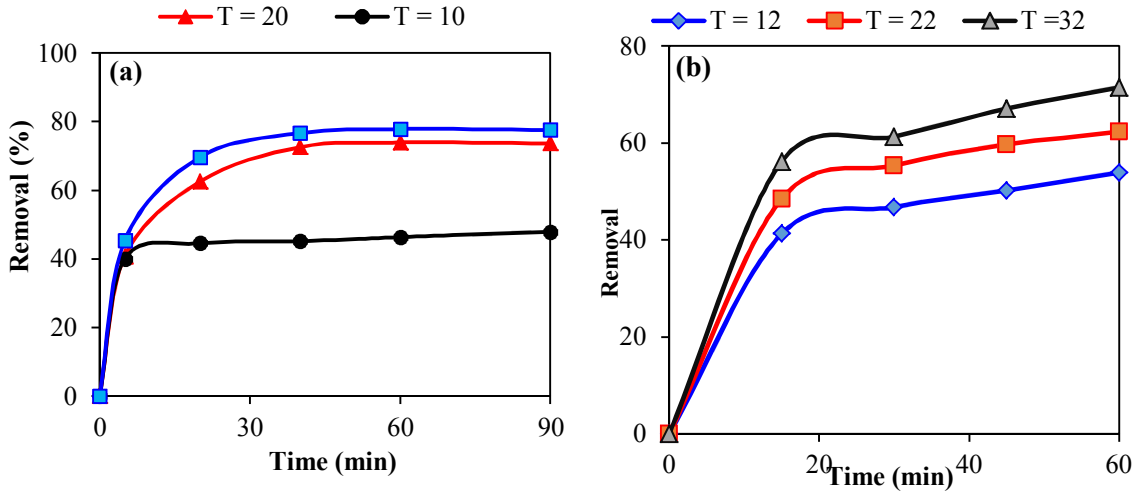 T = 20 T = 10
(a)
Removal (%)
100
80
60
40
20
0
0 30 60 90
Time (min)
T = 12 T = 22 T =32
(b)
Removal
80
60
40
20
0
0 20 40 60
Time (min)